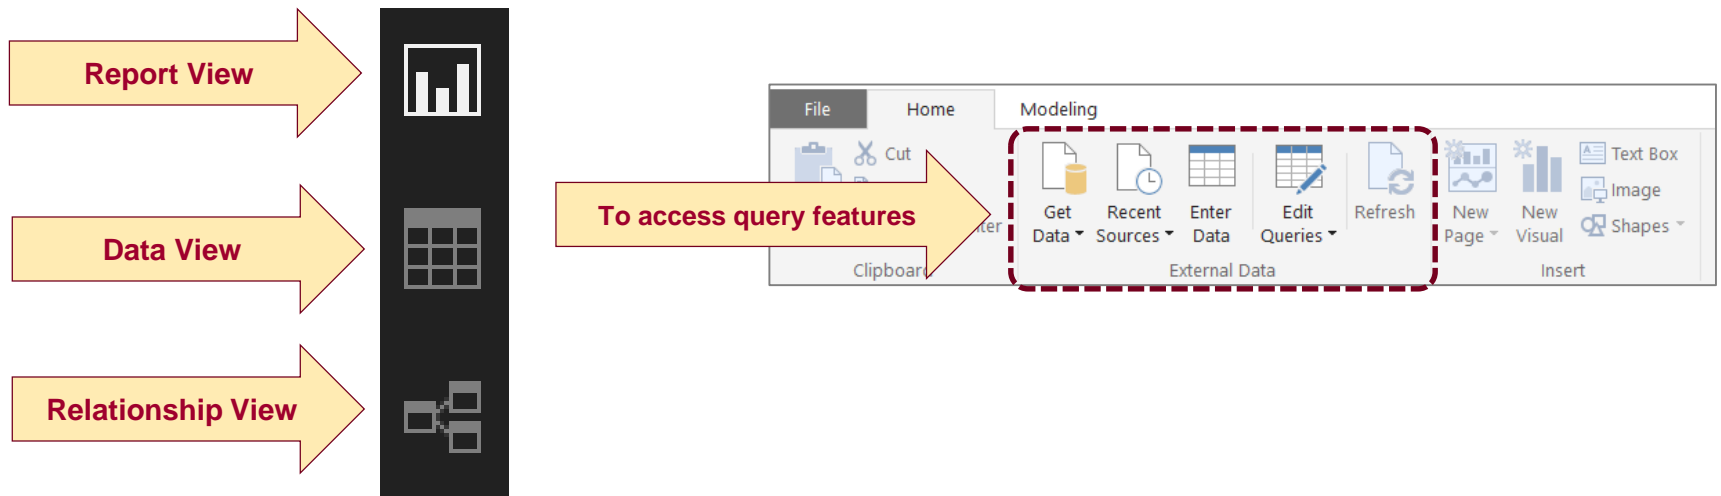 Report View
Data View
Relationship View
To access query features
File
Home
Modeling
Cut
Clipboard
Get
Data
Recent
Sources
Enter
Data
Edit
Queries
Refresh
External Data
New
Page
New
Visual
Text Box
Image
Shapes
Insert